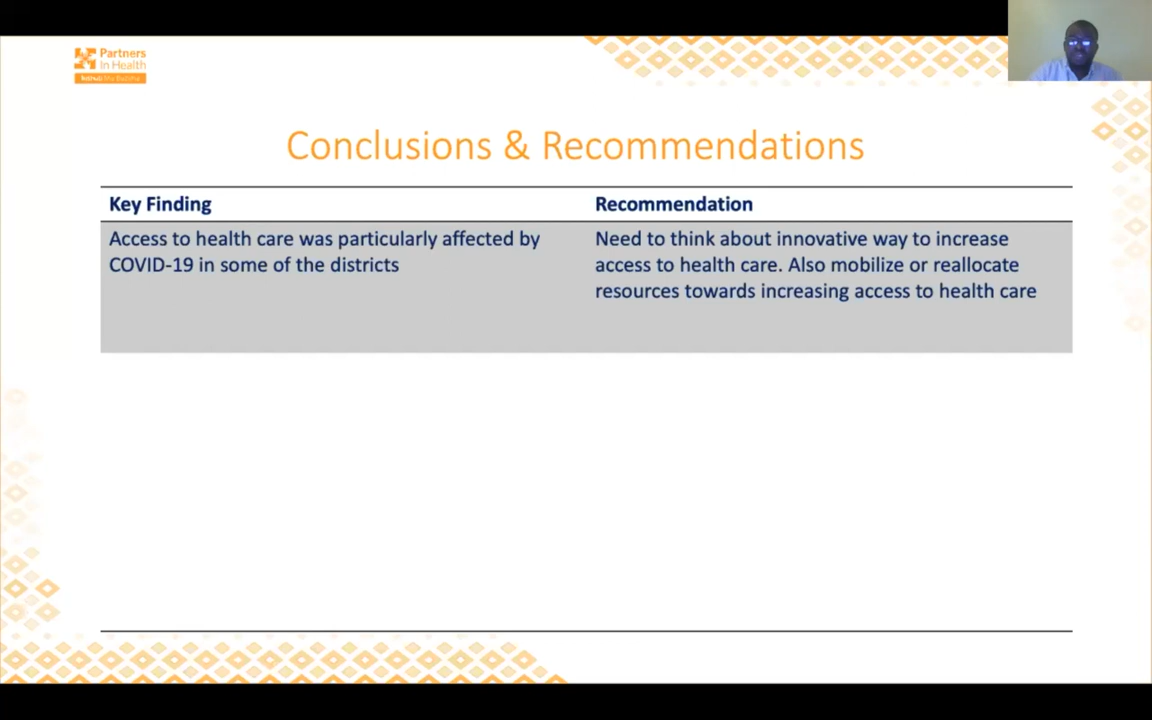 Partners
In Health
Conclusions & Recommendations
Key Finding
Recommendation
Access to health care was particularly affected by
COVID-19 in some of the districts
Need to think about innovative way to increase
access to health care. Also mobilize or reallocate
resources towards increasing access to health care